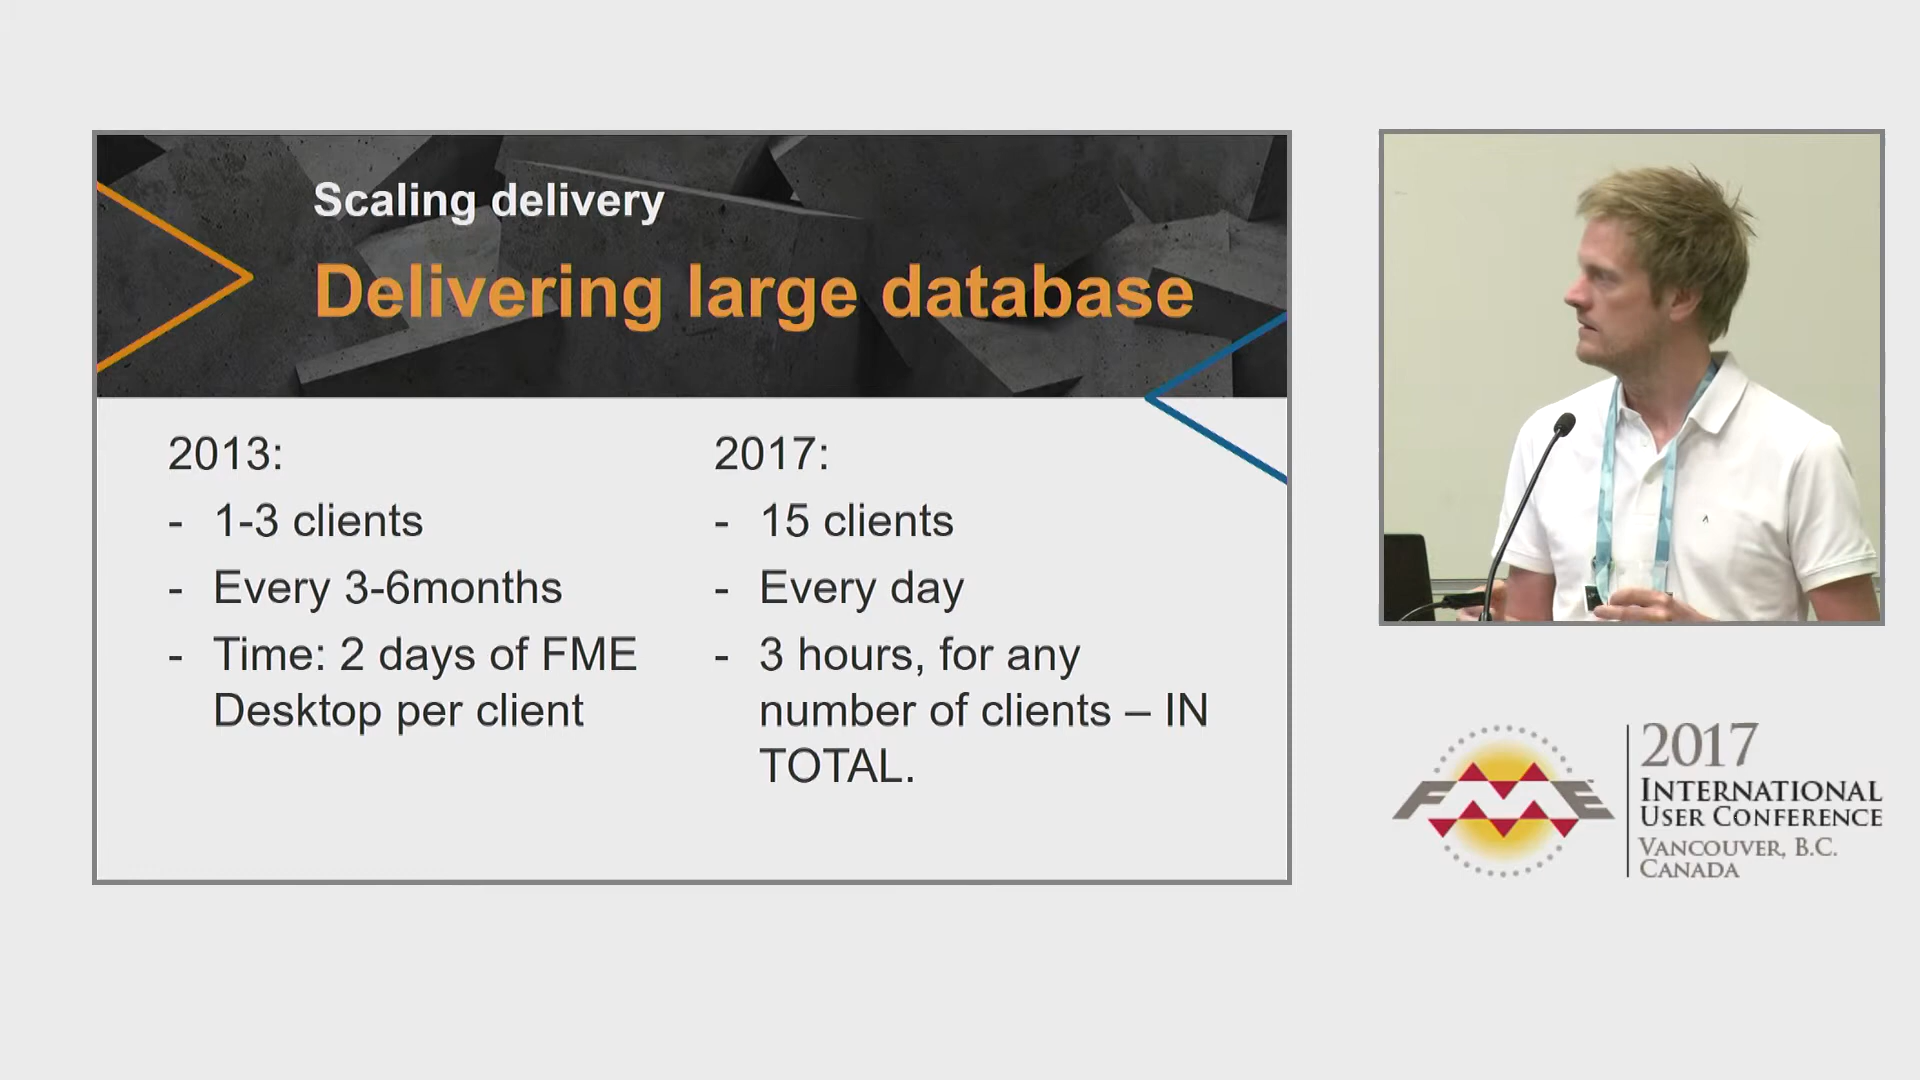 Scaling delivery
Delivering large database
2013:
- 1-3 clients
- Every 3-6months
- Time: 2 days of FME
Desktop per client
2017:
- 15 clients
- Every day
- 3 hours, for any
number of clients – IN
TOTAL.
FME
2017
INTERNATIONAL
USER CONFERENCE
VANCOUVER, B.C.
CANADA